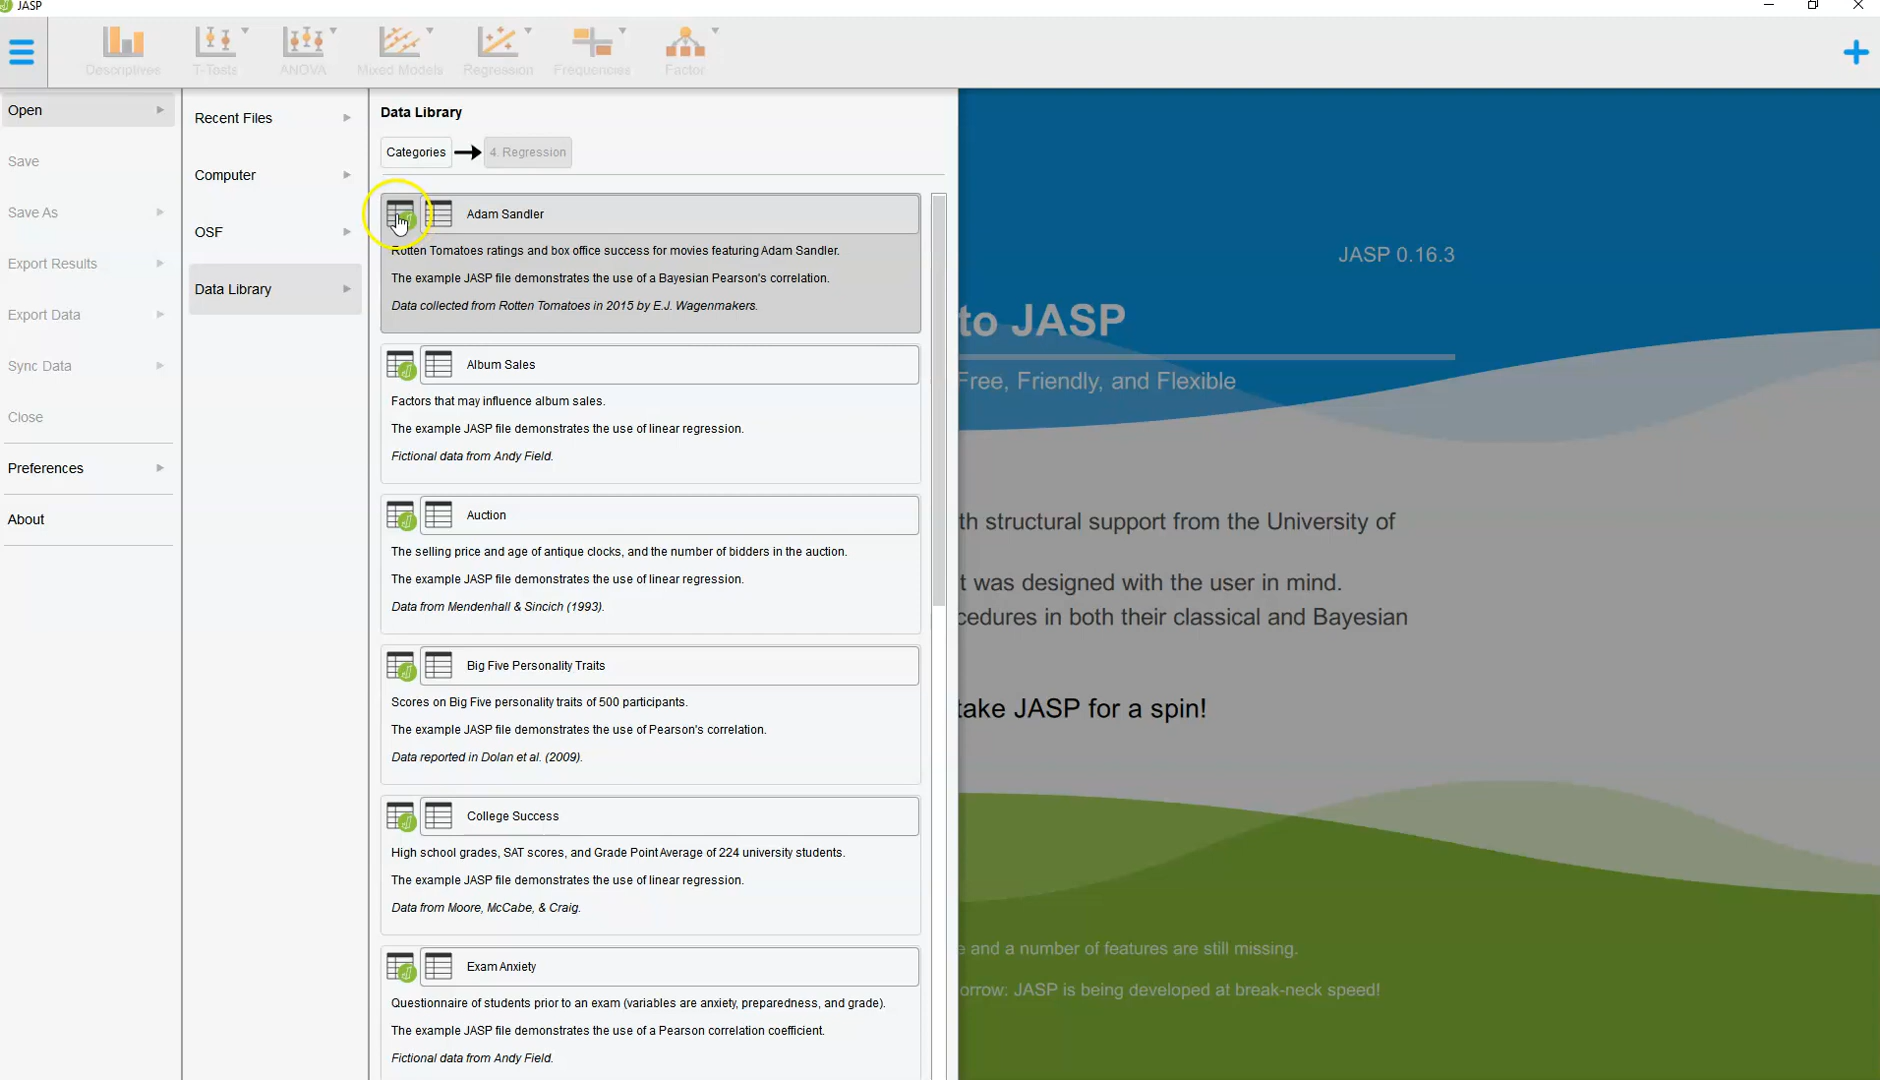 JASP
Descriptives
T-Tests
ANOVA
Mixed Models
Regression
Frequencies
Factor
Open
Save
Save As
Export Results
Export Data
Sync Data
Close
Preferences
About
Recent Files
Computer
OSF
Data Library
Data Library
Categories
4. Regression
Adam Sandler
Rotten Tomatoes ratings and box office success for movies featuring Adam Sandler.
The example JASP file demonstrates the use of a Bayesian Pearson's correlation.
Data collected from Rotten Tomatoes in 2015 by E.J. Wagenmakers.
Album Sales
Factors that may influence album sales.
The example JASP file demonstrates the use of linear regression.
Fictional data from Andy Field.
Auction
The selling price and age of antique clocks, and the number of bidders in the auction.
The example JASP file demonstrates the use of linear regression.
Data from Mendenhall & Sincich (1993).
Big Five Personality Traits
Scores on Big Five personality traits of 500 participants.
The example JASP file demonstrates the use of Pearson's correlation.
Data reported in Dolan et al. (2009).
College Success
High school grades, SAT scores, and Grade Point Average of 224 university students.
The example JASP file demonstrates the use of linear regression.
Data from Moore, McCabe, & Craig.
Exam Anxiety
Questionnaire of students prior to an exam (variables are anxiety, preparedness, and grade).
The example JASP file demonstrates the use of a Pearson correlation coefficient.
Fictional data from Andy Field.
JASP 0.16.3
to JASP
Free, Friendly, and Flexible
th structural support from the University of
t was designed with the user in mind.
cedures in both their classical and Bayesian
take JASP for a spin!
e and a number of features are still missing.
orrow: JASP is being developed at break-neck speed!